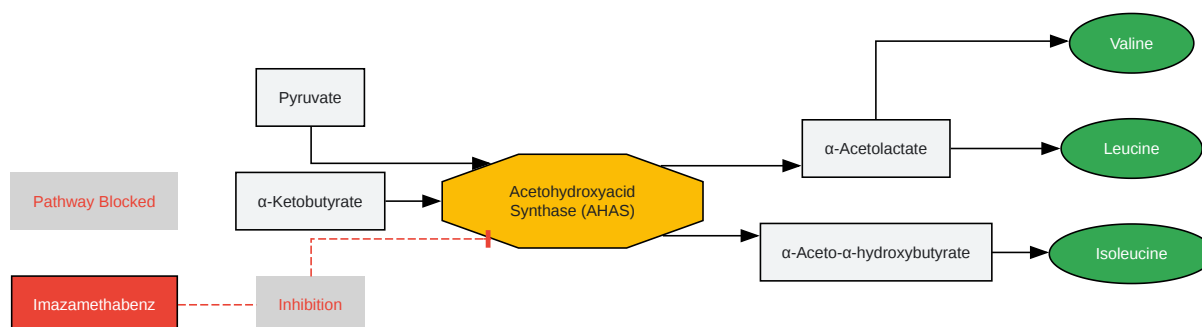 Valine
Pyruvate
α-Acetolactate
Leucine
Acetohydroxyacid
Synthase (AHAS)
Pathway Blocked
α-Ketobutyrate
α-Aceto-α-hydroxybutyrate
Isoleucine
Imazamethabenz
Inhibition